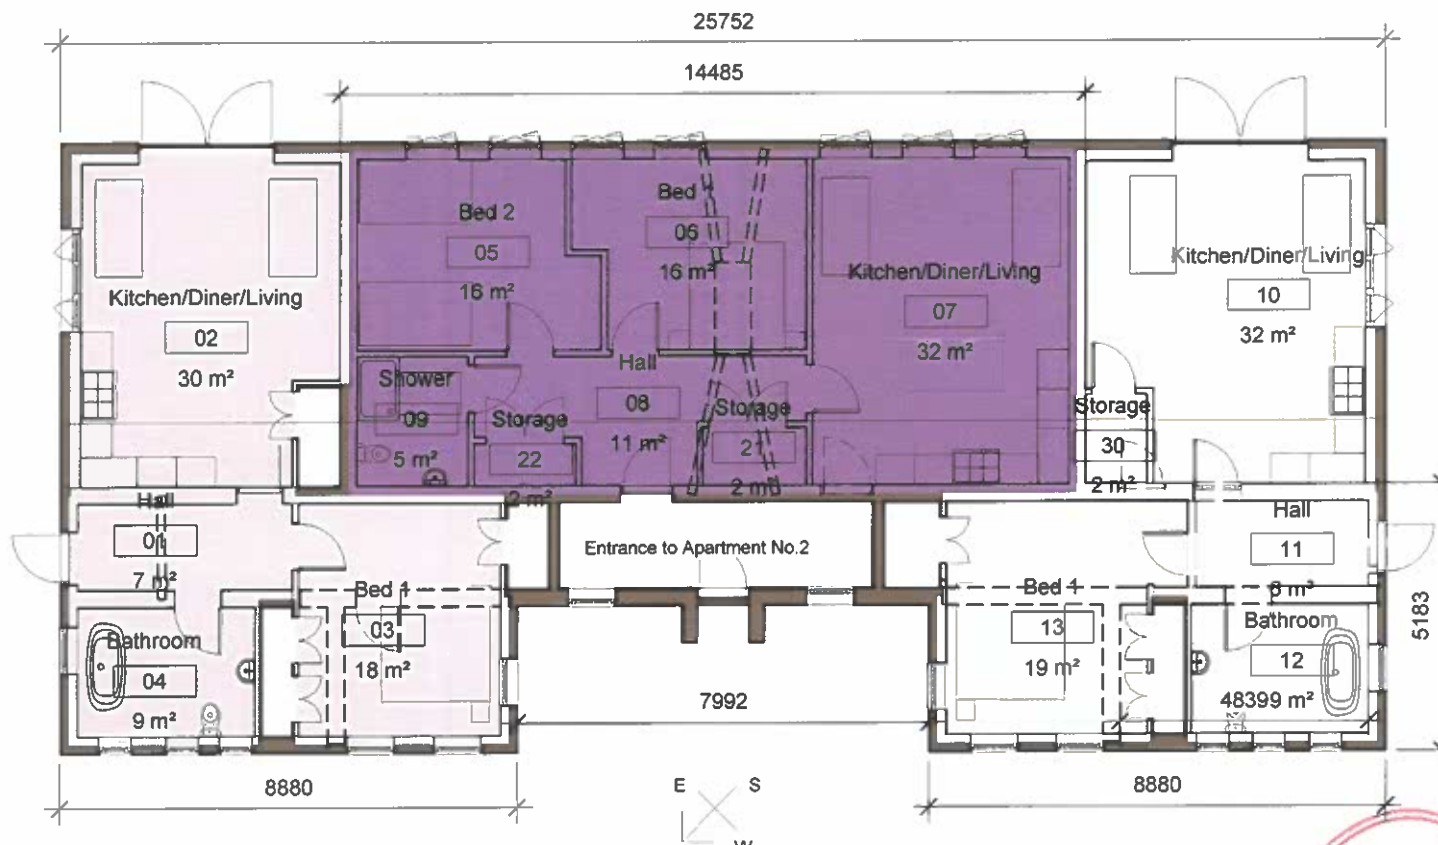 25752
14485
Bed 2
05
16 m²
Bed
06
16 m²
Kitchen/Diner/Living
02
30 m²
Kitchen/Diner/Living
07
32 m²
Kitchen/Diner/Living
10
32 m²
Shower
09
5 m²
Storage
22
2 m²
Hall
08
11 m²
Storage
21
2 m²
Storage
30
2 m²
Hall
01
7 m²
Bed 1
03
18 m²
Entrance to Apartment No.2
Bed 1
13
19 m²
Hall
11
8 m²
Bathroom
04
9 m²
Bathroom
12
48399 m²
7992
5183
8880
8880
E S
W